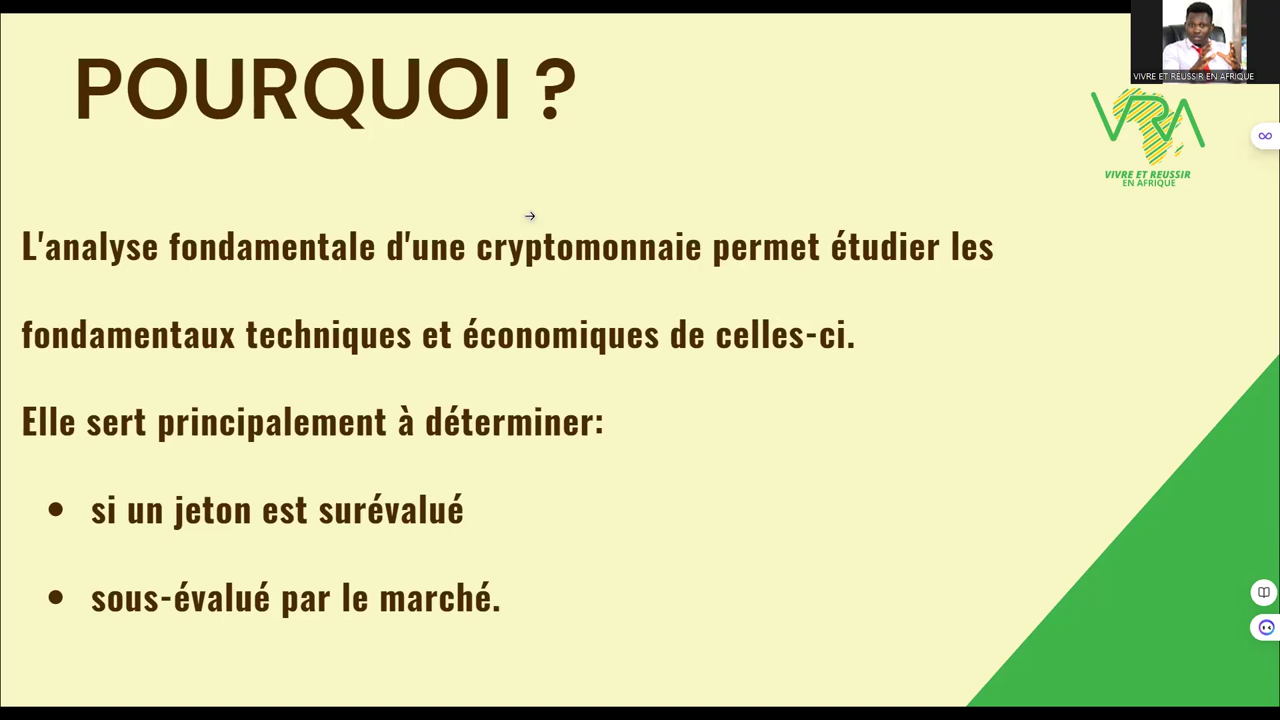 POURQUOI ?
VIVRE ET RÉUSSIR EN AFRIQUE
VRA
VIVRE ET REUSSIR
EN AFRIQUE
L'analyse fondamentale d'une cryptomonnaie permet étudier les
fondamentaux techniques et économiques de celles-ci.
Elle sert principalement à déterminer:
• si un jeton est surévalué
• sous-évalué par le marché.